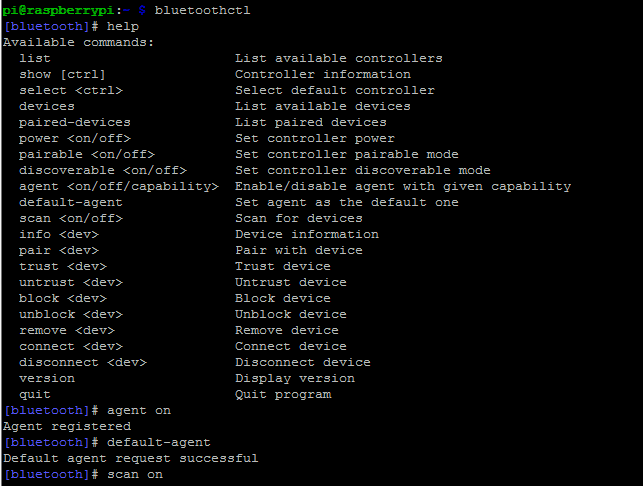 pi@raspberrypi:~ $ bluetoothctl
[bluetooth]# help
Available commands:
  list                       List available controllers
  show [ctrl]                Controller information
  select <ctrl>              Select default controller
  devices                    List available devices
  paired-devices             List paired devices
  power <on/off>             Set controller power
  pairable <on/off>          Set controller pairable mode
  discoverable <on/off>      Set controller discoverable mode
  agent <on/off/capability>  Enable/disable agent with given capability
  default-agent              Set agent as the default one
  scan <on/off>              Scan for devices
  info <dev>                 Device information
  pair <dev>                 Pair with device
  trust <dev>                Trust device
  untrust <dev>              Untrust device
  block <dev>                Block device
  unblock <dev>              Unblock device
  remove <dev>               Remove device
  connect <dev>              Connect device
  disconnect <dev>           Disconnect device
  version                    Display version
  quit                       Quit program
[bluetooth]# agent on
Agent registered
[bluetooth]# default-agent
Default agent request successful
[bluetooth]# scan on